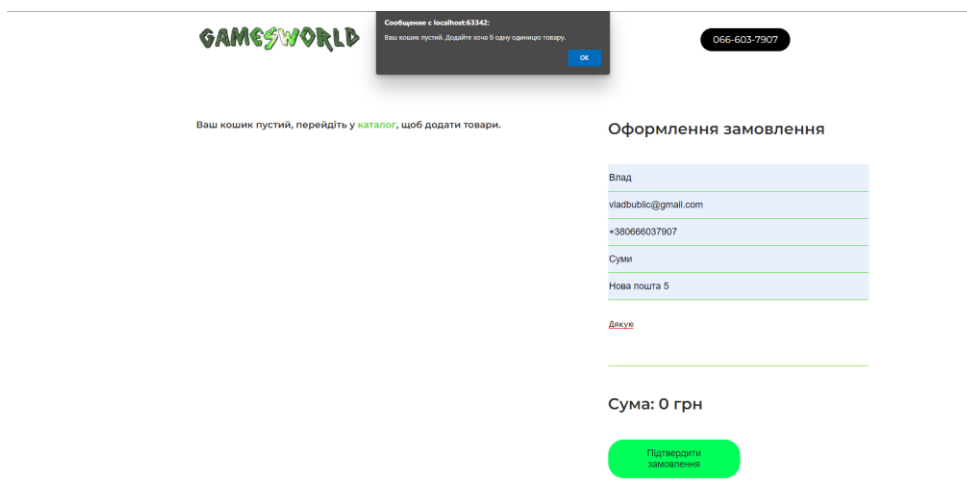 GAMESWORLD
Сообщение с localhost:63342:
Ваш кошик пустий. Додайте хоча б одну одиницю товару.
ОК
066-603-7907
Ваш кошик пустий, перейдіть у каталог, щоб додати товари.
Оформлення замовлення
Влад
vladbublic@gmail.com
+380666037907
Суми
Нова пошта 5
Дякую
Сума: 0 грн
Підтвердити
замовлення